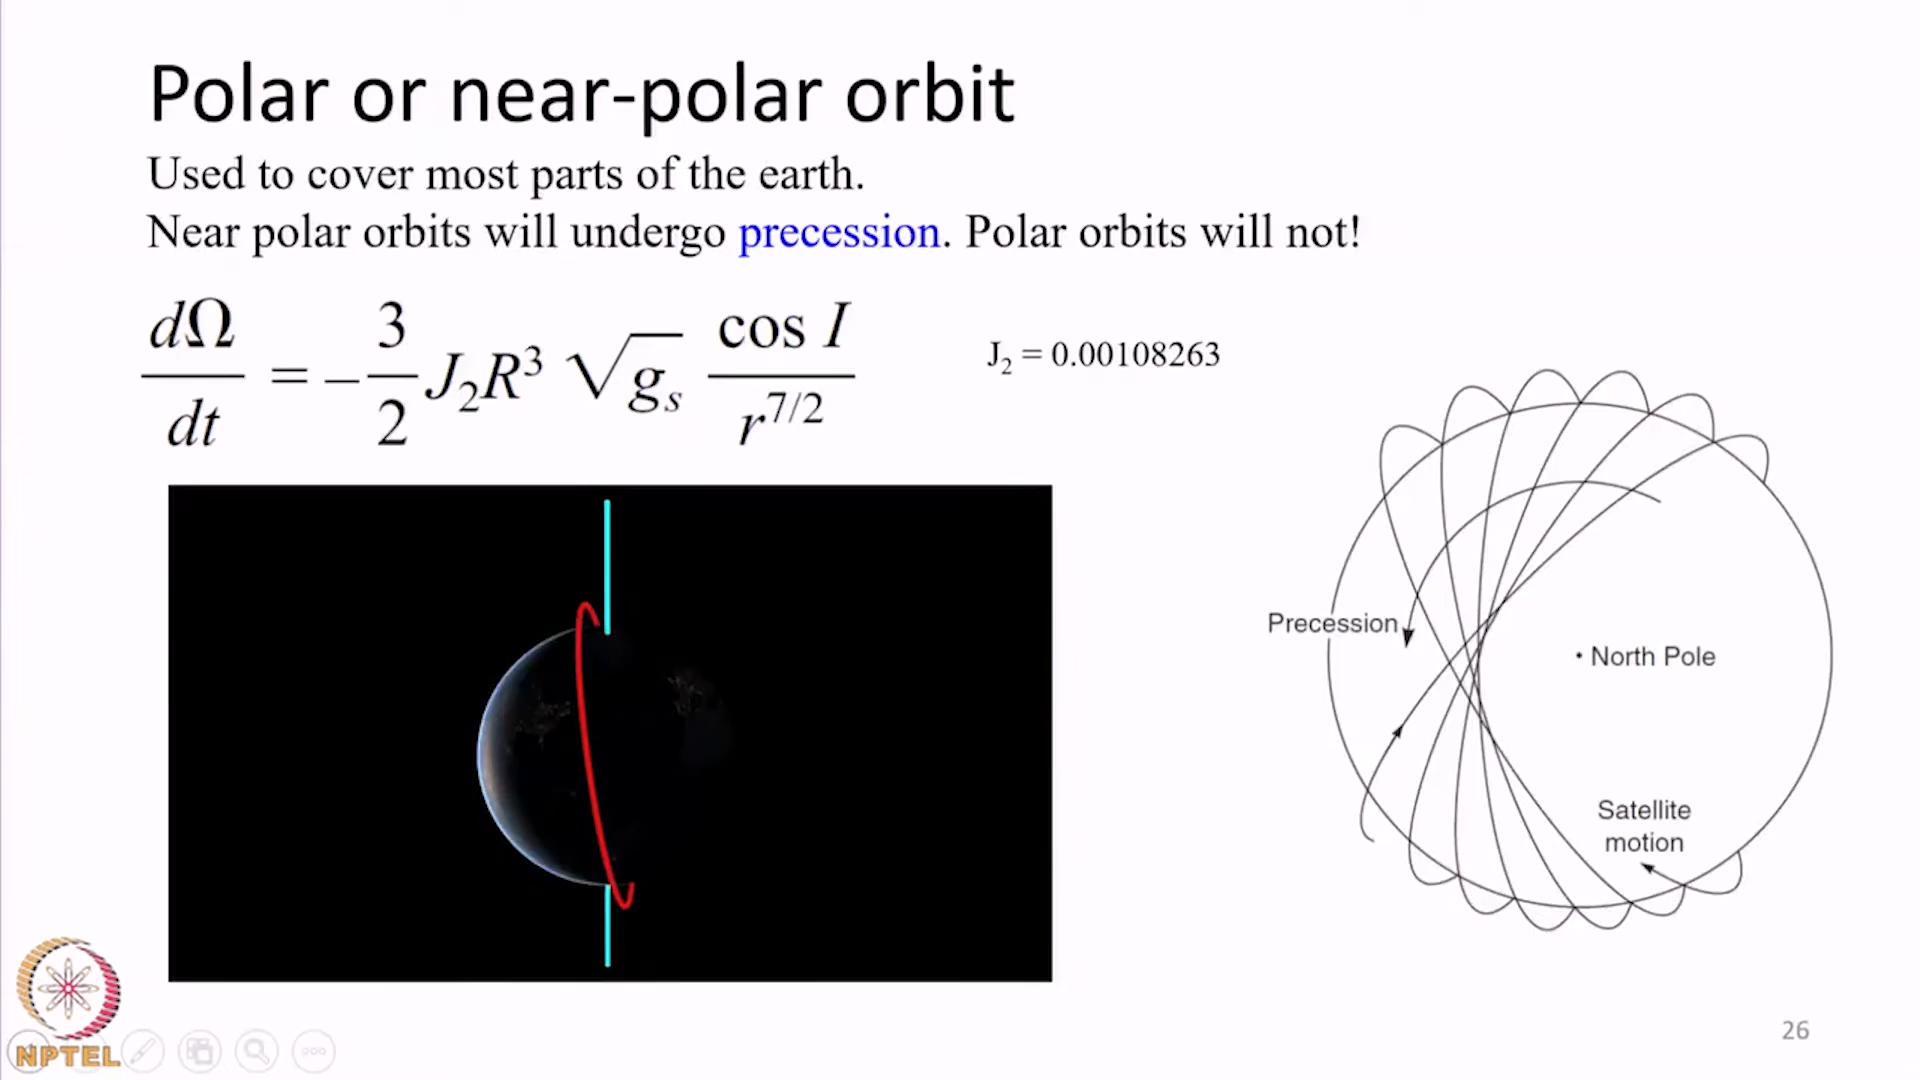 Polar or near-polar orbit
Used to cover most parts of the earth.
Near polar orbits will undergo precession. Polar orbits will not!
dΩ/dt = −3/2 J₂R³ √gₛ cos I / r^7/2
J₂ = 0.00108263
Precession
• North Pole
Satellite
motion
NPTEL
26